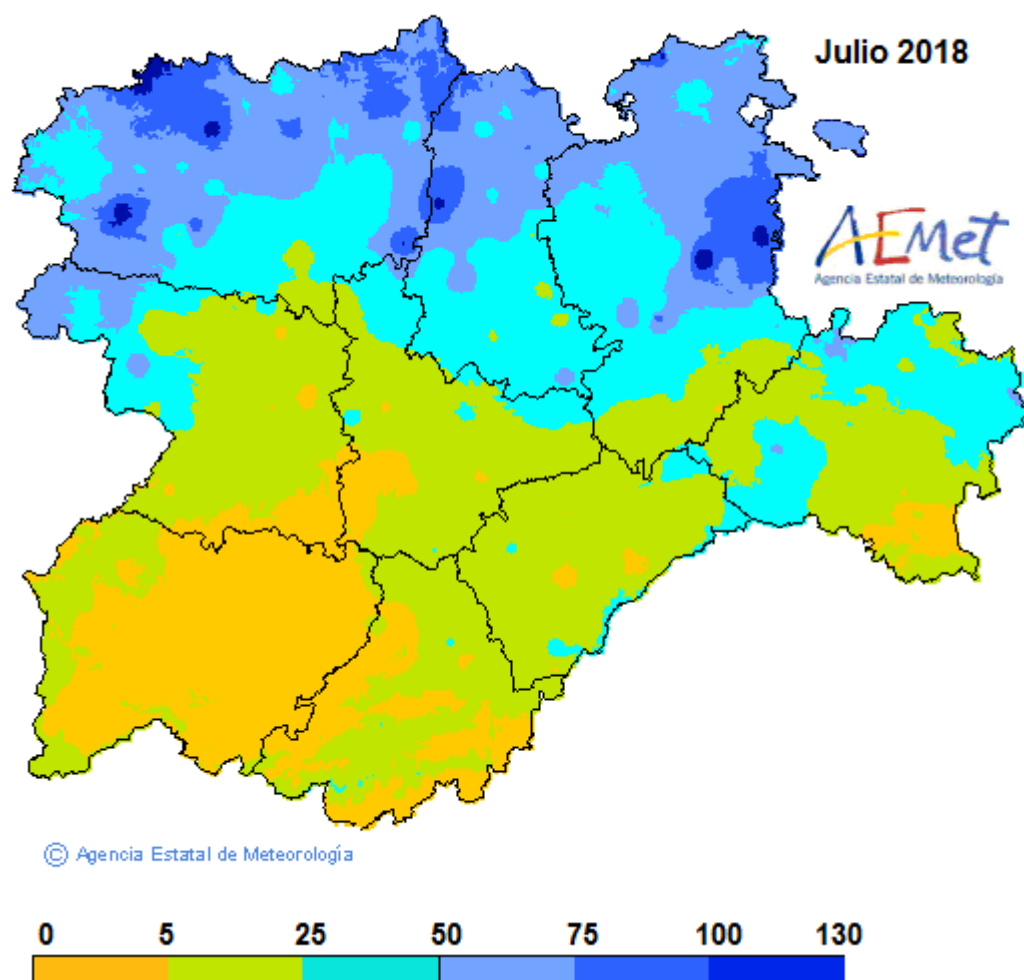 Julio 2018
AEMet
Agencia Estatal de Meteorología
© Agencia Estatal de Meteorología
0 5 25 50 75 100 130